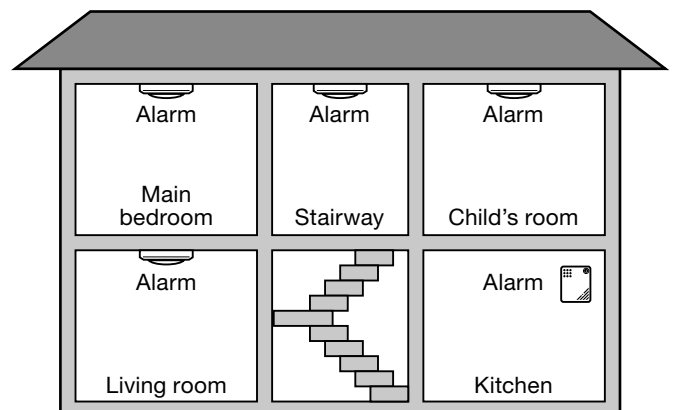 Alarm
Main
bedroom
Alarm
Stairway
Alarm
Child's room
Alarm
Living room
Alarm
Kitchen